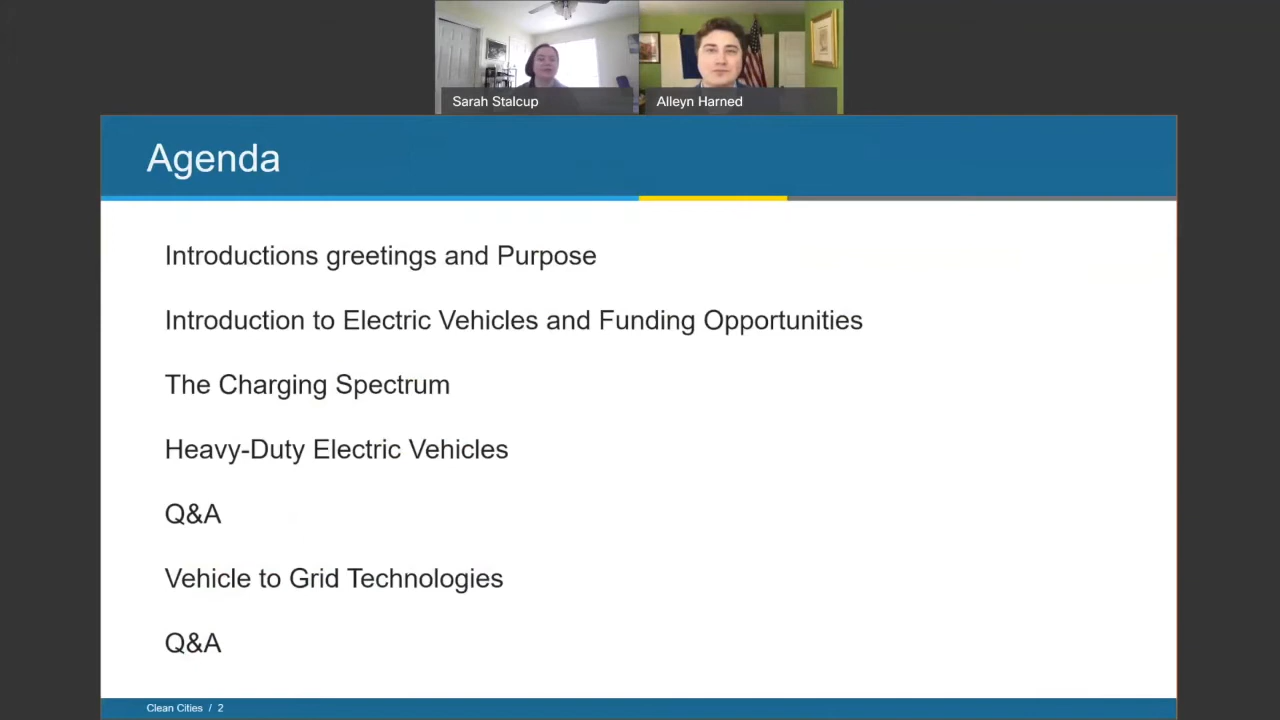 Sarah Stalcup
Alleyn Harned
Agenda
Introductions greetings and Purpose
Introduction to Electric Vehicles and Funding Opportunities
The Charging Spectrum
Heavy-Duty Electric Vehicles
Q&A
Vehicle to Grid Technologies
Q&A
Clean Cities / 2